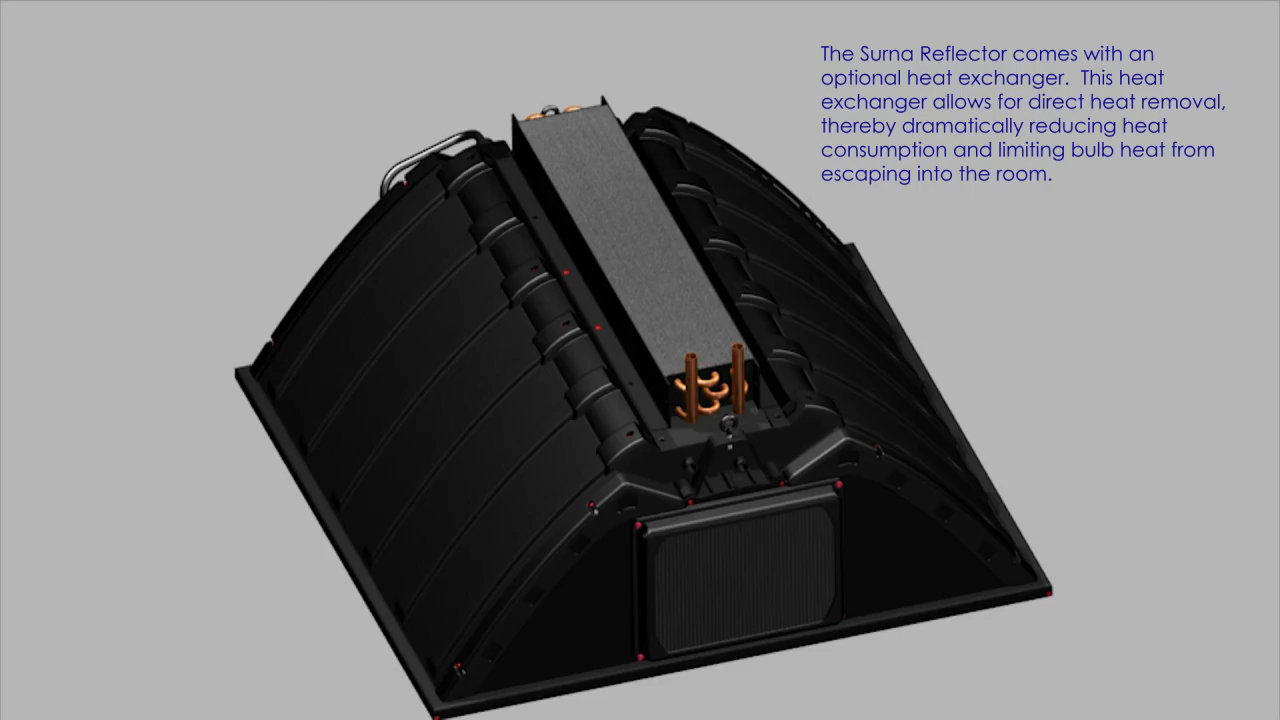 The Surna Reflector comes with an
optional heat exchanger.  This heat
exchanger allows for direct heat removal,
thereby dramatically reducing heat
consumption and limiting bulb heat from
escaping into the room.